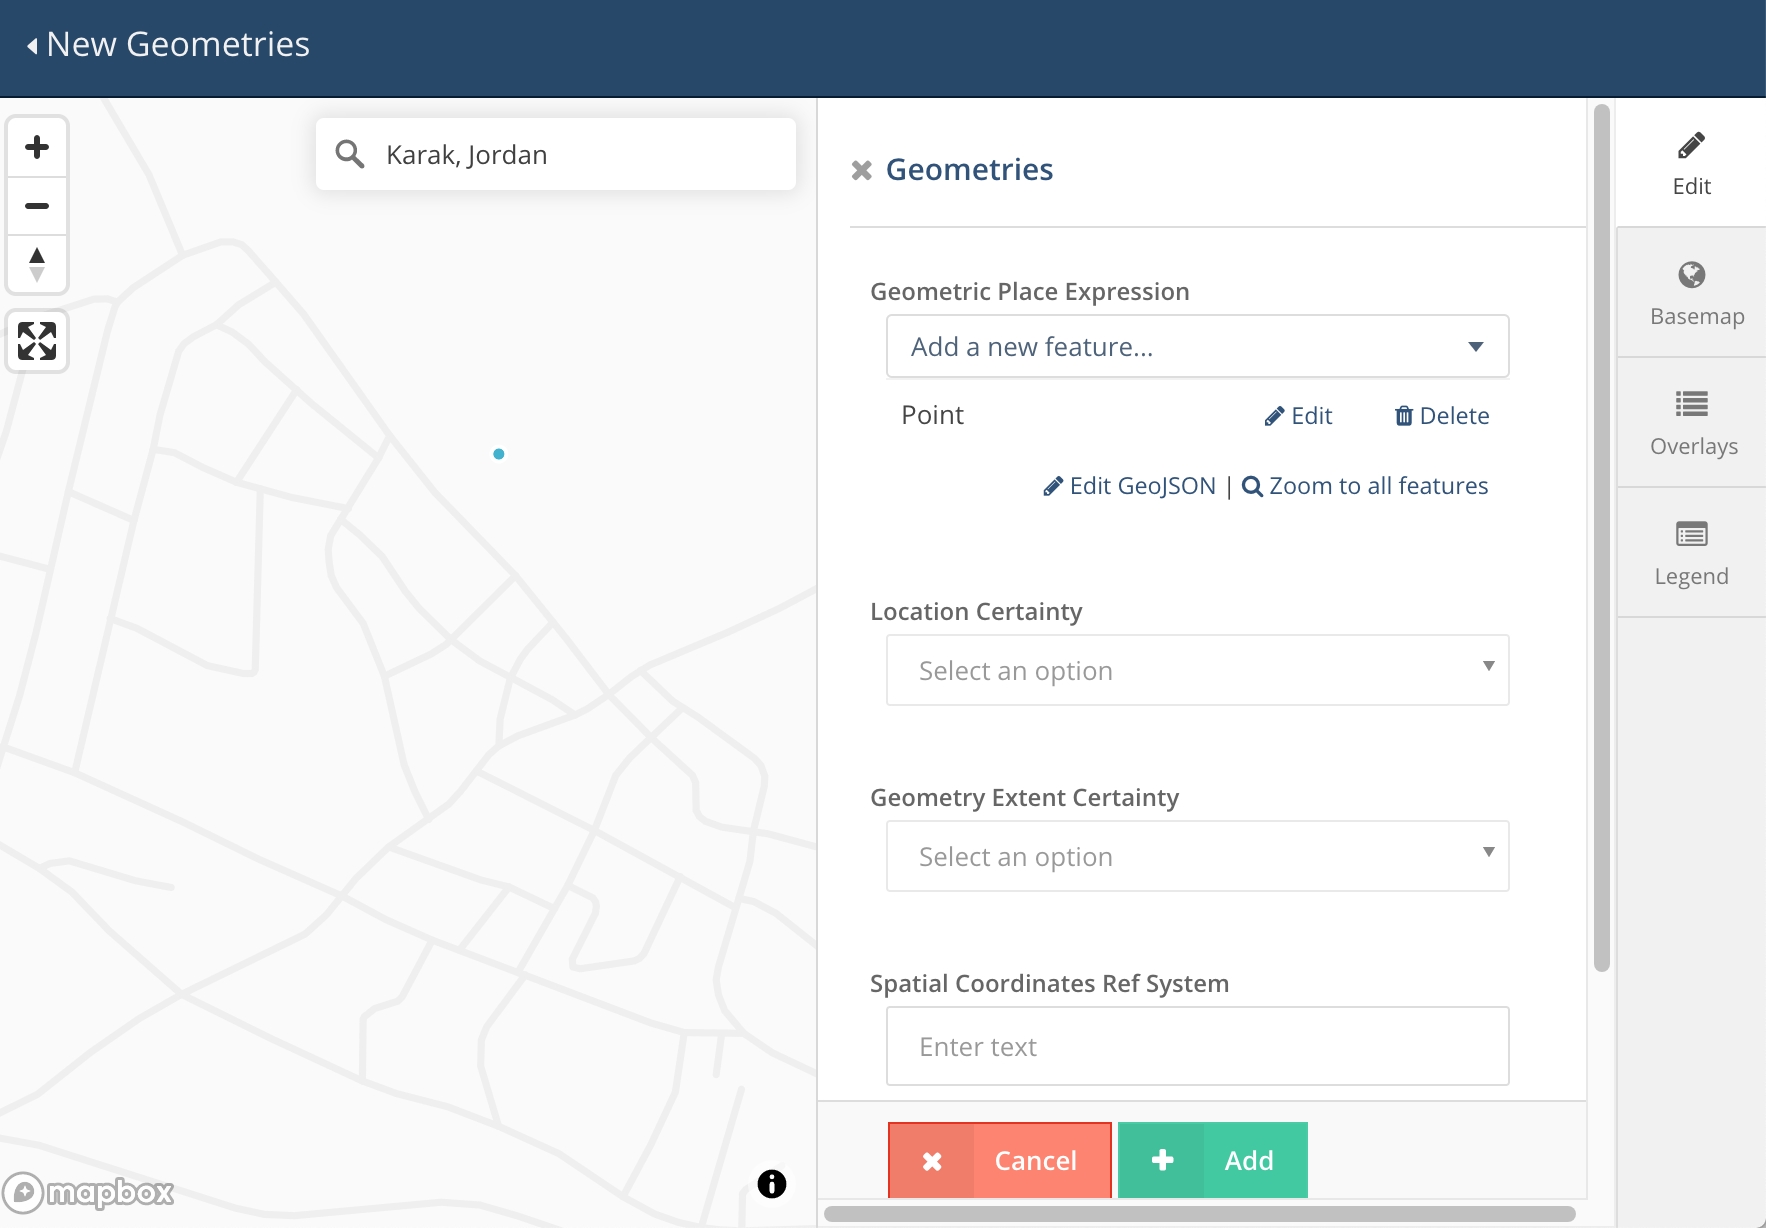 New Geometries
Karak, Jordan
Geometries
Geometric Place Expression
Add a new feature...
Point
Edit
Delete
Edit GeoJSON | Zoom to all features
Location Certainty
Select an option
Geometry Extent Certainty
Select an option
Spatial Coordinates Ref System
Enter text
Cancel
Add
Edit
Basemap
Overlays
Legend
mapbox